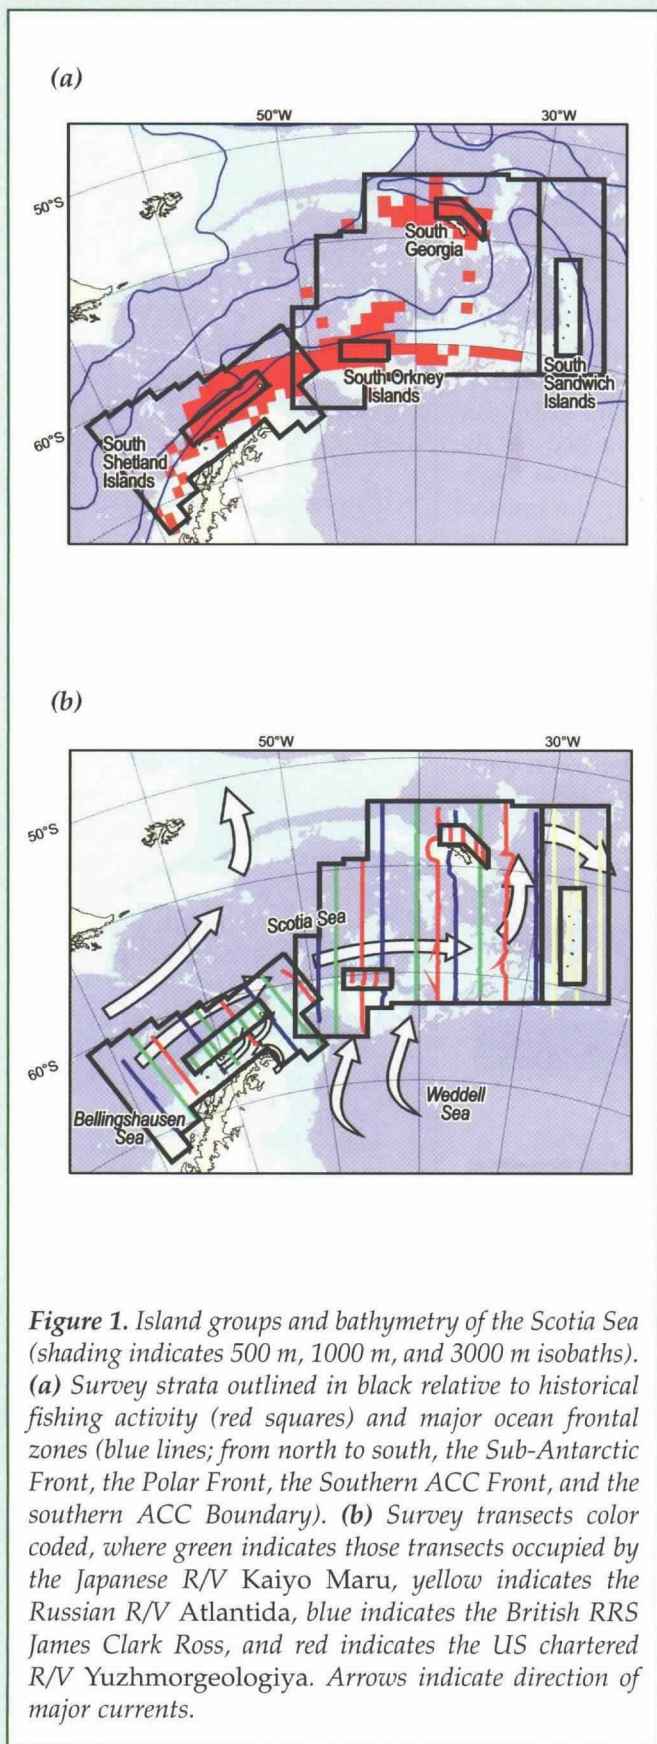 (a)
50°W
30°W
50°S
South
Georgia
South Orkney
Islands
South
Sandwich
Islands
60°S
South
Shetland
Islands
(b)
50°W
30°W
50°S
Scotia Sea
60°S
Bellingshausen
Sea
Weddell
Sea
Figure 1. Island groups and bathymetry of the Scotia Sea
(shading indicates 500 m, 1000 m, and 3000 m isobaths).
(a) Survey strata outlined in black relative to historical
fishing activity (red squares) and major ocean frontal
zones (blue lines; from north to south, the Sub-Antarctic
Front, the Polar Front, the Southern ACC Front, and the
southern ACC Boundary). (b) Survey transects color
coded, where green indicates those transects occupied by
the Japanese R/V Kaiyo Maru, yellow indicates the
Russian R/V Atlantida, blue indicates the British RRS
James Clark Ross, and red indicates the US chartered
R/V Yuzhmorgeologiya. Arrows indicate direction of
major currents.